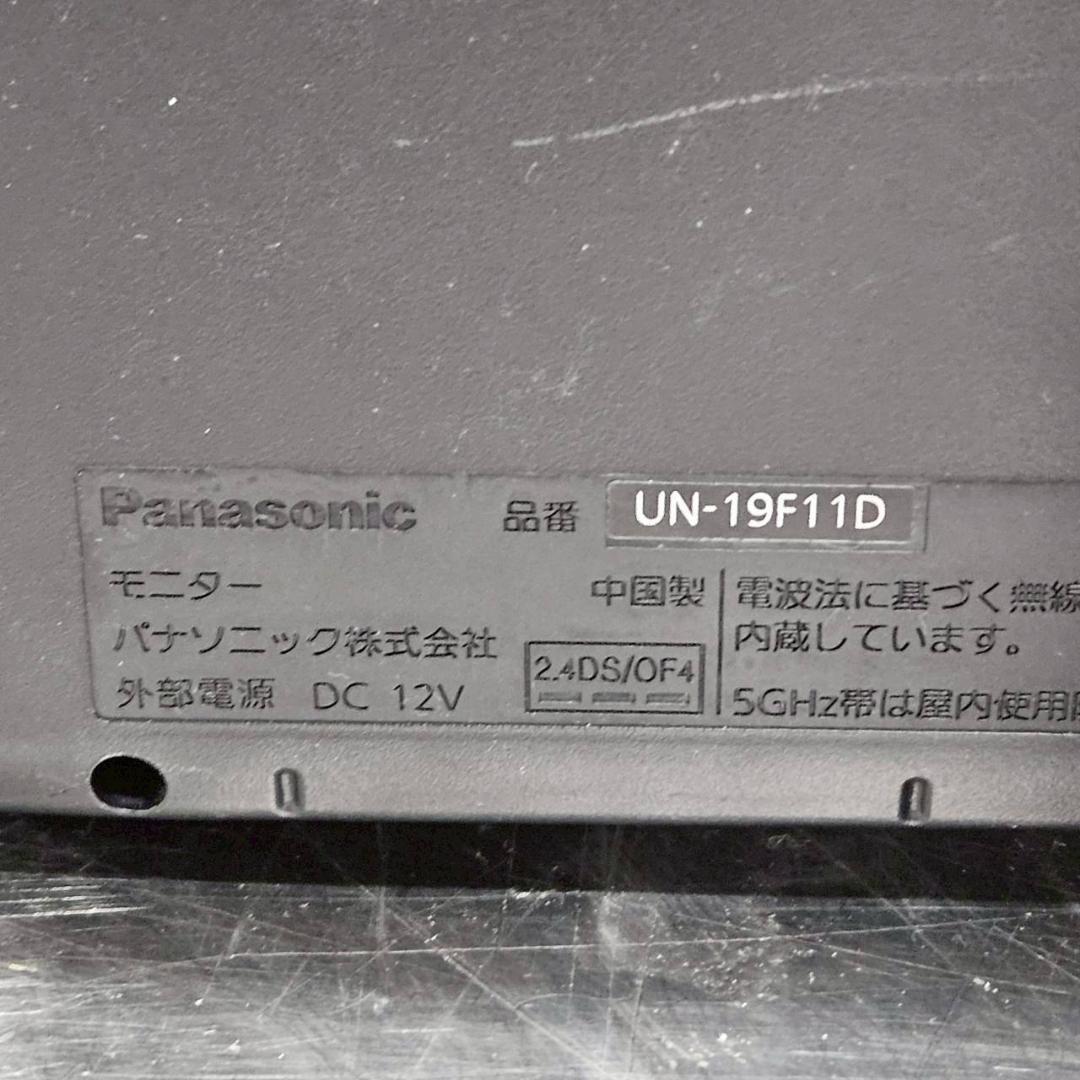 Panasonic 品番 UN-19F11D
モニター 中国製
パナソニック株式会社
外部電源 DC 12V
2.4DS/OF4
電波法に基づく無線
内蔵しています。
5GHz帯は屋内使用